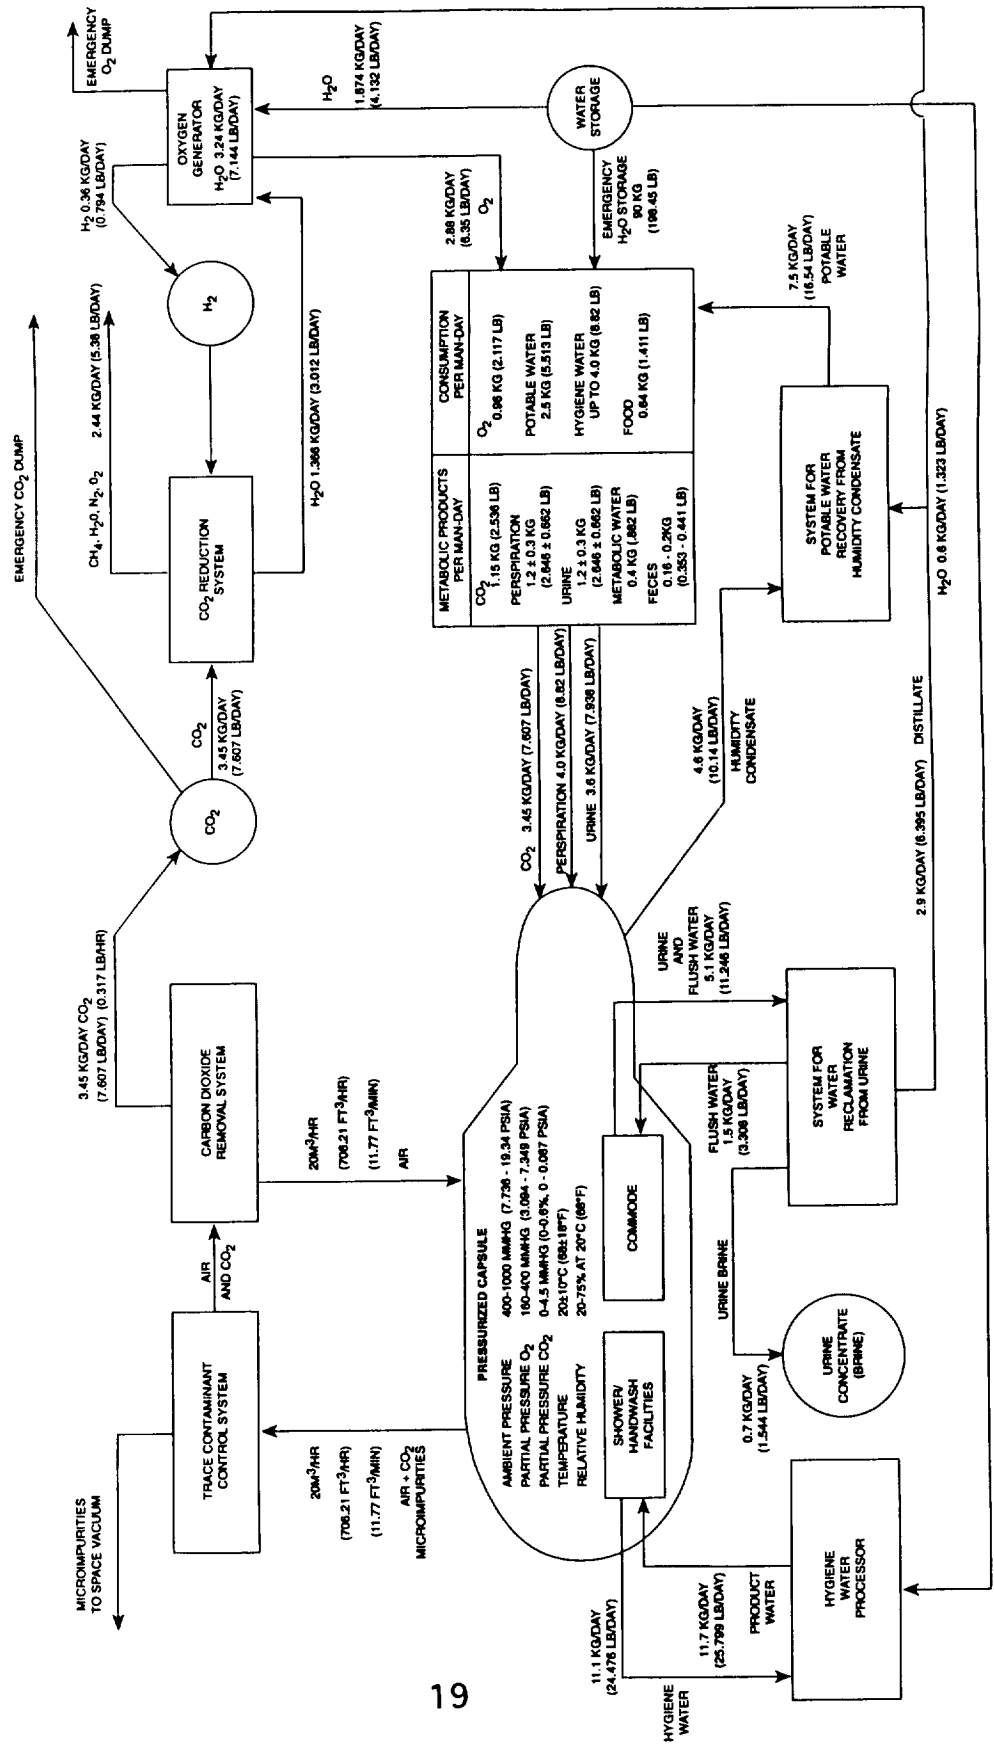 MICROIMPURITIES
TO SPACE VACUUM
TRACE CONTAMINANT
CONTROL SYSTEM
AIR
AND CO2
CARBON DIOXIDE
REMOVAL SYSTEM
3.45 KG/DAY CO2
(7.607 LB/DAY) (0.317 LB/HR)
CO2
EMERGENCY CO2 DUMP
CO2
3.45 KG/DAY
(7.607 LB/DAY)
CO2 REDUCTION
SYSTEM
CH4, H2O, N2, O2 2.44 KG/DAY (5.38 LB/DAY)
H2O 1.366 KG/DAY (3.012 LB/DAY)
H2
H2 0.36 KG/DAY
(0.794 LB/DAY)
OXYGEN
GENERATOR
H2O 3.24 KG/DAY
(7.144 LB/DAY)
EMERGENCY
O2 DUMP
20M3/HR
(706.21 FT3/HR)
(11.77 FT3/MIN)
AIR + CO2
MICROIMPURITIES
20M3/HR
(706.21 FT3/HR)
(11.77 FT3/MIN)
AIR
H2O
1.874 KG/DAY
(4.132 LB/DAY)
2.88 KG/DAY
(6.35 LB/DAY)
O2
WATER
STORAGE
EMERGENCY
H2O STORAGE
90 KG
(198.45 LB)
PRESSURIZED CAPSULE
AMBIENT PRESSURE 400-1000 MMHG (7.736 - 19.34 PSIA)
PARTIAL PRESSURE O2 160-400 MMHG (3.094 - 7.349 PSIA)
PARTIAL PRESSURE CO2 0-4.5 MMHG (0-0.6%, 0 - 0.087 PSIA)
TEMPERATURE 20±10°C (68±18°F)
RELATIVE HUMIDITY 20-75% AT 20°C (68°F)
SHOWER/
HANDWASH
FACILITIES
COMMODE
CO2 3.45 KG/DAY (7.607 LB/DAY)
PERSPIRATION 4.0 KG/DAY (8.82 LB/DAY)
URINE 3.6 KG/DAY (7.938 LB/DAY)
METABOLIC PRODUCTS
PER MAN-DAY
CO2
1.15 KG (2.536 LB)
PERSPIRATION
1.2 ± 0.3 KG
(2.646 ± 0.662 LB)
URINE
1.2 ± 0.3 KG
(2.646 ± 0.662 LB)
METABOLIC WATER
0.4 KG (.882 LB)
FECES
0.16 - 0.2KG
(0.353 - 0.441 LB)
CONSUMPTION
PER MAN-DAY
O2
0.96 KG (2.117 LB)
POTABLE WATER
2.5 KG (5.513 LB)
HYGIENE WATER
UP TO 4.0 KG (8.82 LB)
FOOD
0.64 KG (1.411 LB)
4.6 KG/DAY
(10.14 LB/DAY)
HUMIDITY
CONDENSATE
SYSTEM FOR
POTABLE WATER
RECOVERY FROM
HUMIDITY CONDENSATE
7.5 KG/DAY
(16.54 LB/DAY)
POTABLE
WATER
URINE
AND
FLUSH WATER
5.1 KG/DAY
(11.246 LB/DAY)
FLUSH WATER
1.5 KG/DAY
(3.308 LB/DAY)
SYSTEM FOR
WATER
RECLAMATION
FROM URINE
URINE BRINE
0.7 KG/DAY
(1.544 LB/DAY)
URINE
CONCENTRATE
(BRINE)
11.1 KG/DAY
(24.476 LB/DAY)
HYGIENE
WATER
11.7 KG/DAY
(25.799 LB/DAY)
PRODUCT
WATER
HYGIENE
WATER
PROCESSOR
2.9 KG/DAY (6.395 LB/DAY) DISTILLATE
H2O 0.6 KG/DAY (1.323 LB/DAY)
19